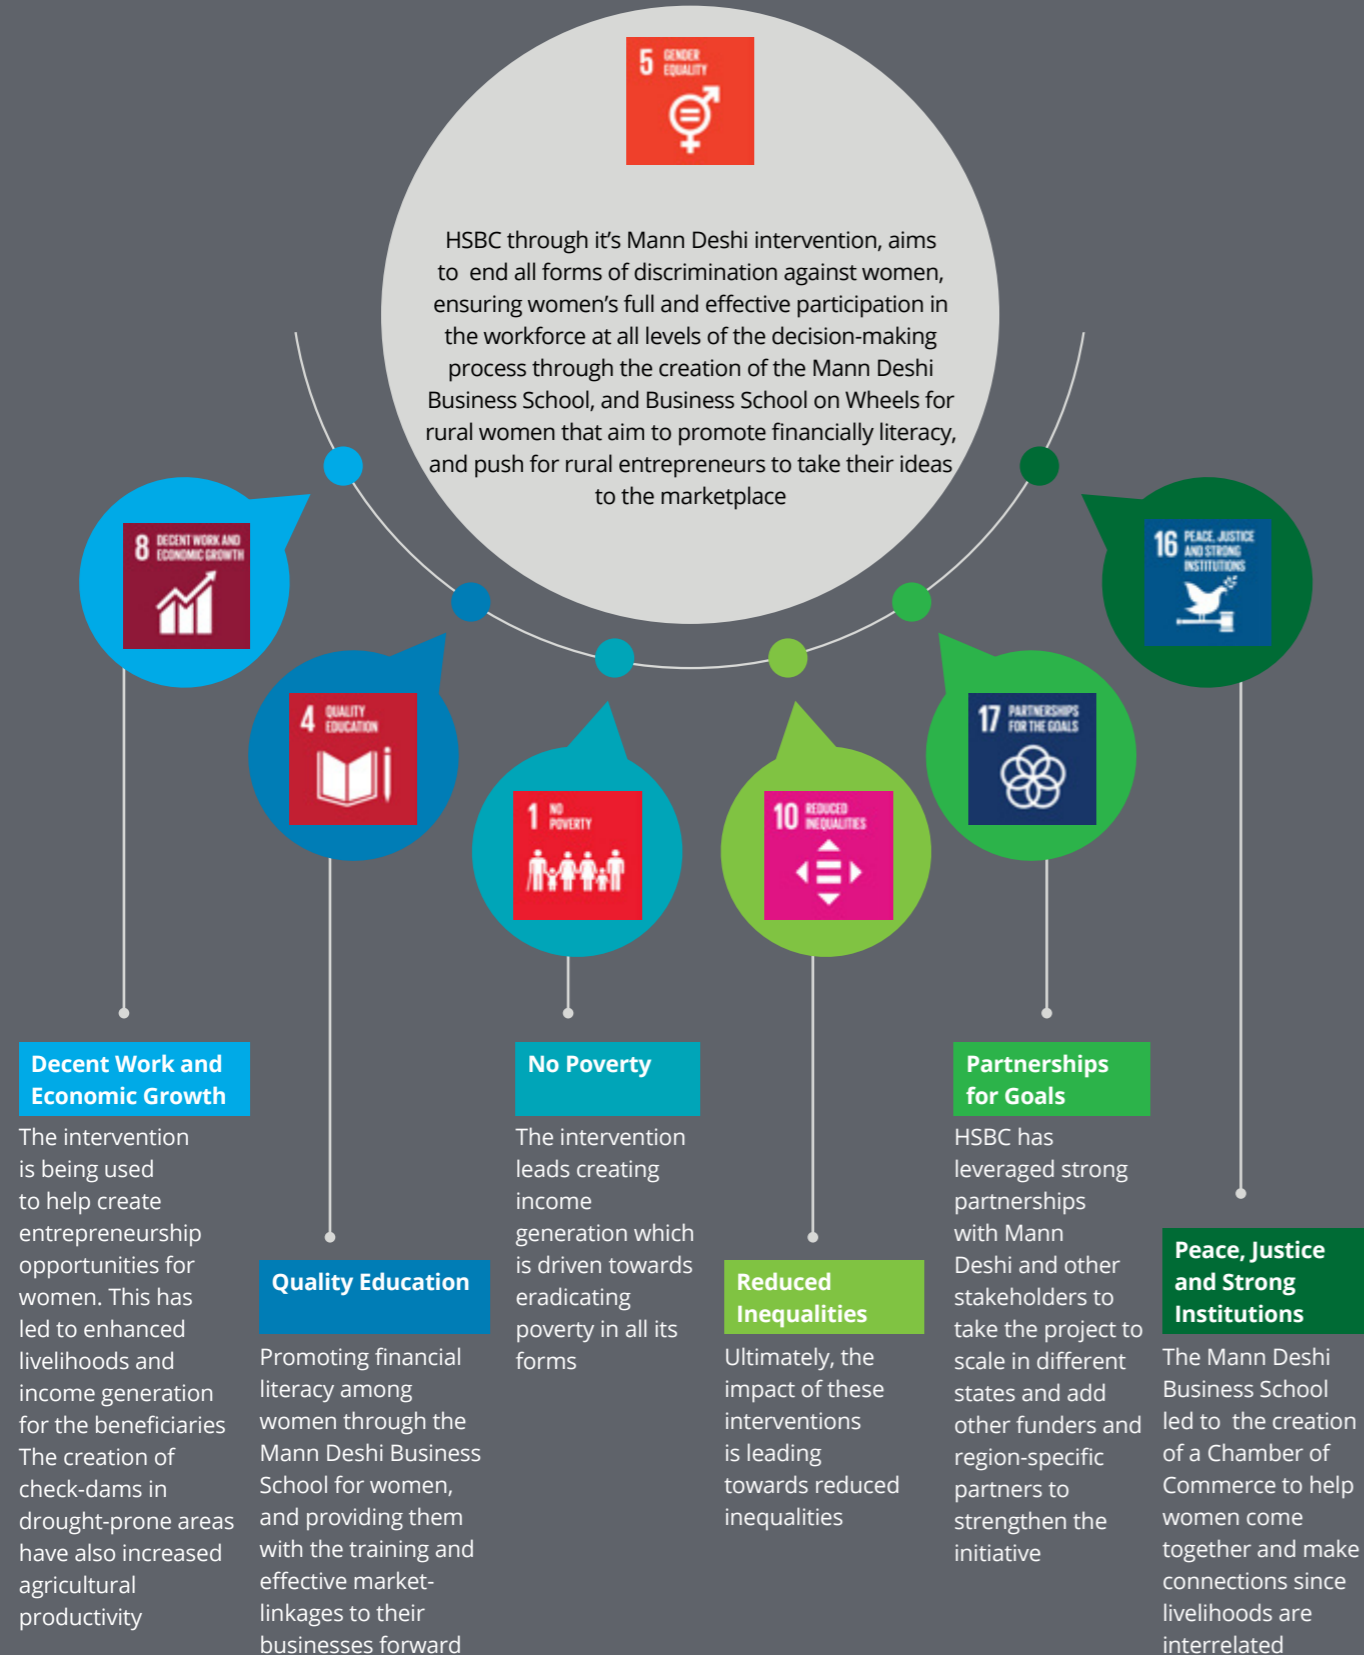 5 GENDER
EQUALITY
HSBC through it’s Mann Deshi intervention, aims
to end all forms of discrimination against women,
ensuring women’s full and effective participation in
the workforce at all levels of the decision-making
process through the creation of the Mann Deshi
Business School, and Business School on Wheels for
rural women that aim to promote financially literacy,
and push for rural entrepreneurs to take their ideas
to the marketplace
8 DECENT WORK AND
ECONOMIC GROWTH
4 QUALITY
EDUCATION
1 NO
POVERTY
10 REDUCED
INEQUALITIES
17 PARTNERSHIPS
FOR THE GOALS
16 PEACE, JUSTICE
AND STRONG
INSTITUTIONS
Decent Work and
Economic Growth
The intervention
is being used
to help create
entrepreneurship
opportunities for
women. This has
led to enhanced
livelihoods and
income generation
for the beneficiaries
The creation of
check-dams in
drought-prone areas
have also increased
agricultural
productivity
Quality Education
Promoting financial
literacy among
women through the
Mann Deshi Business
School for women,
and providing them
with the training and
effective market-
linkages to their
businesses forward
No Poverty
The intervention
leads creating
income
generation which
is driven towards
eradicating
poverty in all its
forms
Reduced
Inequalities
Ultimately, the
impact of these
interventions
is leading
towards reduced
inequalities
Partnerships
for Goals
HSBC has
leveraged strong
partnerships
with Mann
Deshi and other
stakeholders to
take the project to
scale in different
states and add
other funders and
region-specific
partners to
strengthen the
initiative
Peace, Justice
and Strong
Institutions
The Mann Deshi
Business School
led to the creation
of a Chamber of
Commerce to help
women come
together and make
connections since
livelihoods are
interrelated